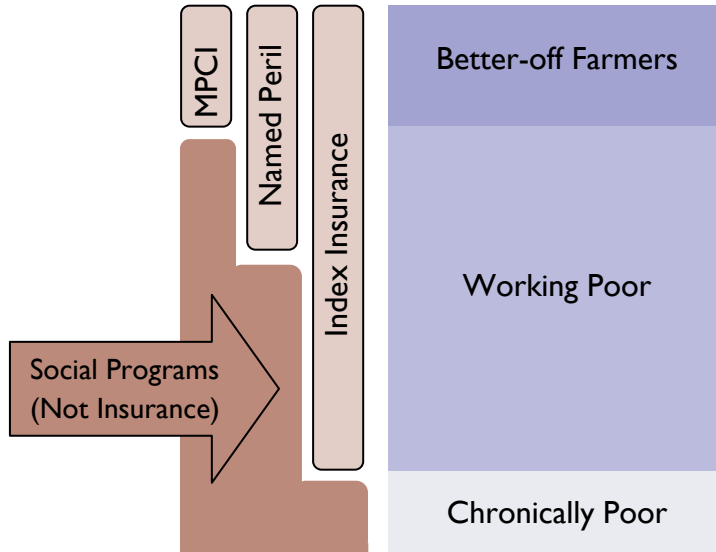 MPCI
Named Peril
Index Insurance
Better-off Farmers
Working Poor
Social Programs
(Not Insurance)
Chronically Poor